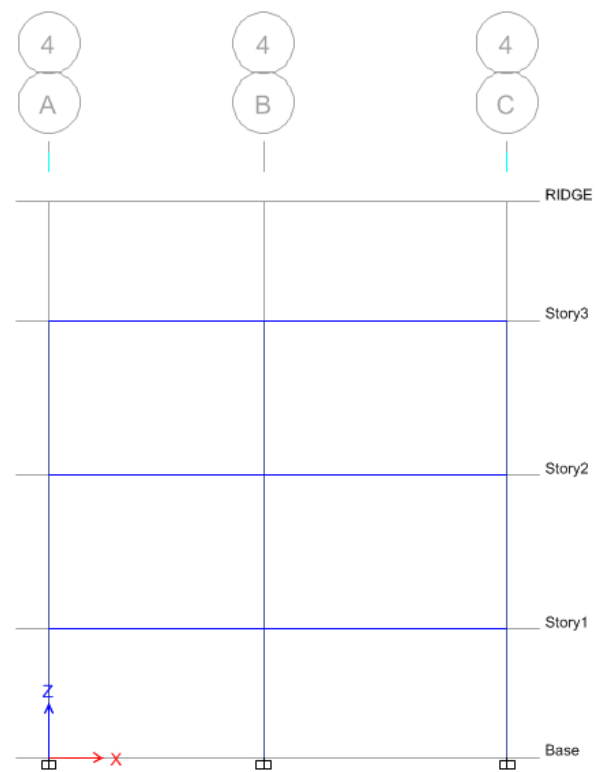 4 4 4
A B C
RIDGE
Story3
Story2
Story1
Z
X
Base